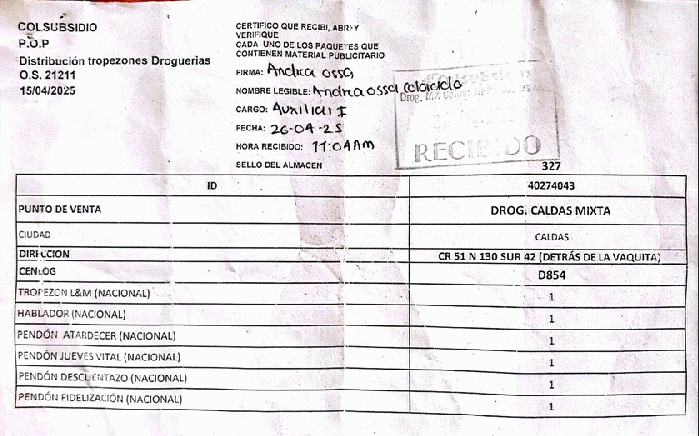 COLSUBSIDIO
P.O.P
Distribución tropezones Droguerias
O.S. 21211
15/04/2025
CERTIFICO QUE RECIBI, ABRI Y
VERIFIQUE
CADA UNO DE LOS PAQUETES QUE
CONTIENEN MATERIAL PUBLICITARIO
FIRMA: Andrea ossa
NOMBRE LEGIBLE: Andrea ossa
CARGO: Auxiliar I
FECHA: 26-04-25
HORA RECIBIDO: 11:04AM
SELLO DEL ALMACEN
RECIBIDO
327
ID 40274043
PUNTO DE VENTA DROG. CALDAS MIXTA
CIUDAD CALDAS
DIRECCION CR 51 N 130 SUR 42 (DETRÁS DE LA VAQUITA)
CENLOG D854
TROPEZON L&M (NACIONAL) 1
HABLADOR (NACIONAL) 1
PENDÓN ATARDECER (NACIONAL) 1
PENDÓN JUEVES VITAL (NACIONAL) 1
PENDÓN DESCUENTAZO (NACIONAL) 1
PENDÓN FIDELIZACIÓN (NACIONAL) 1